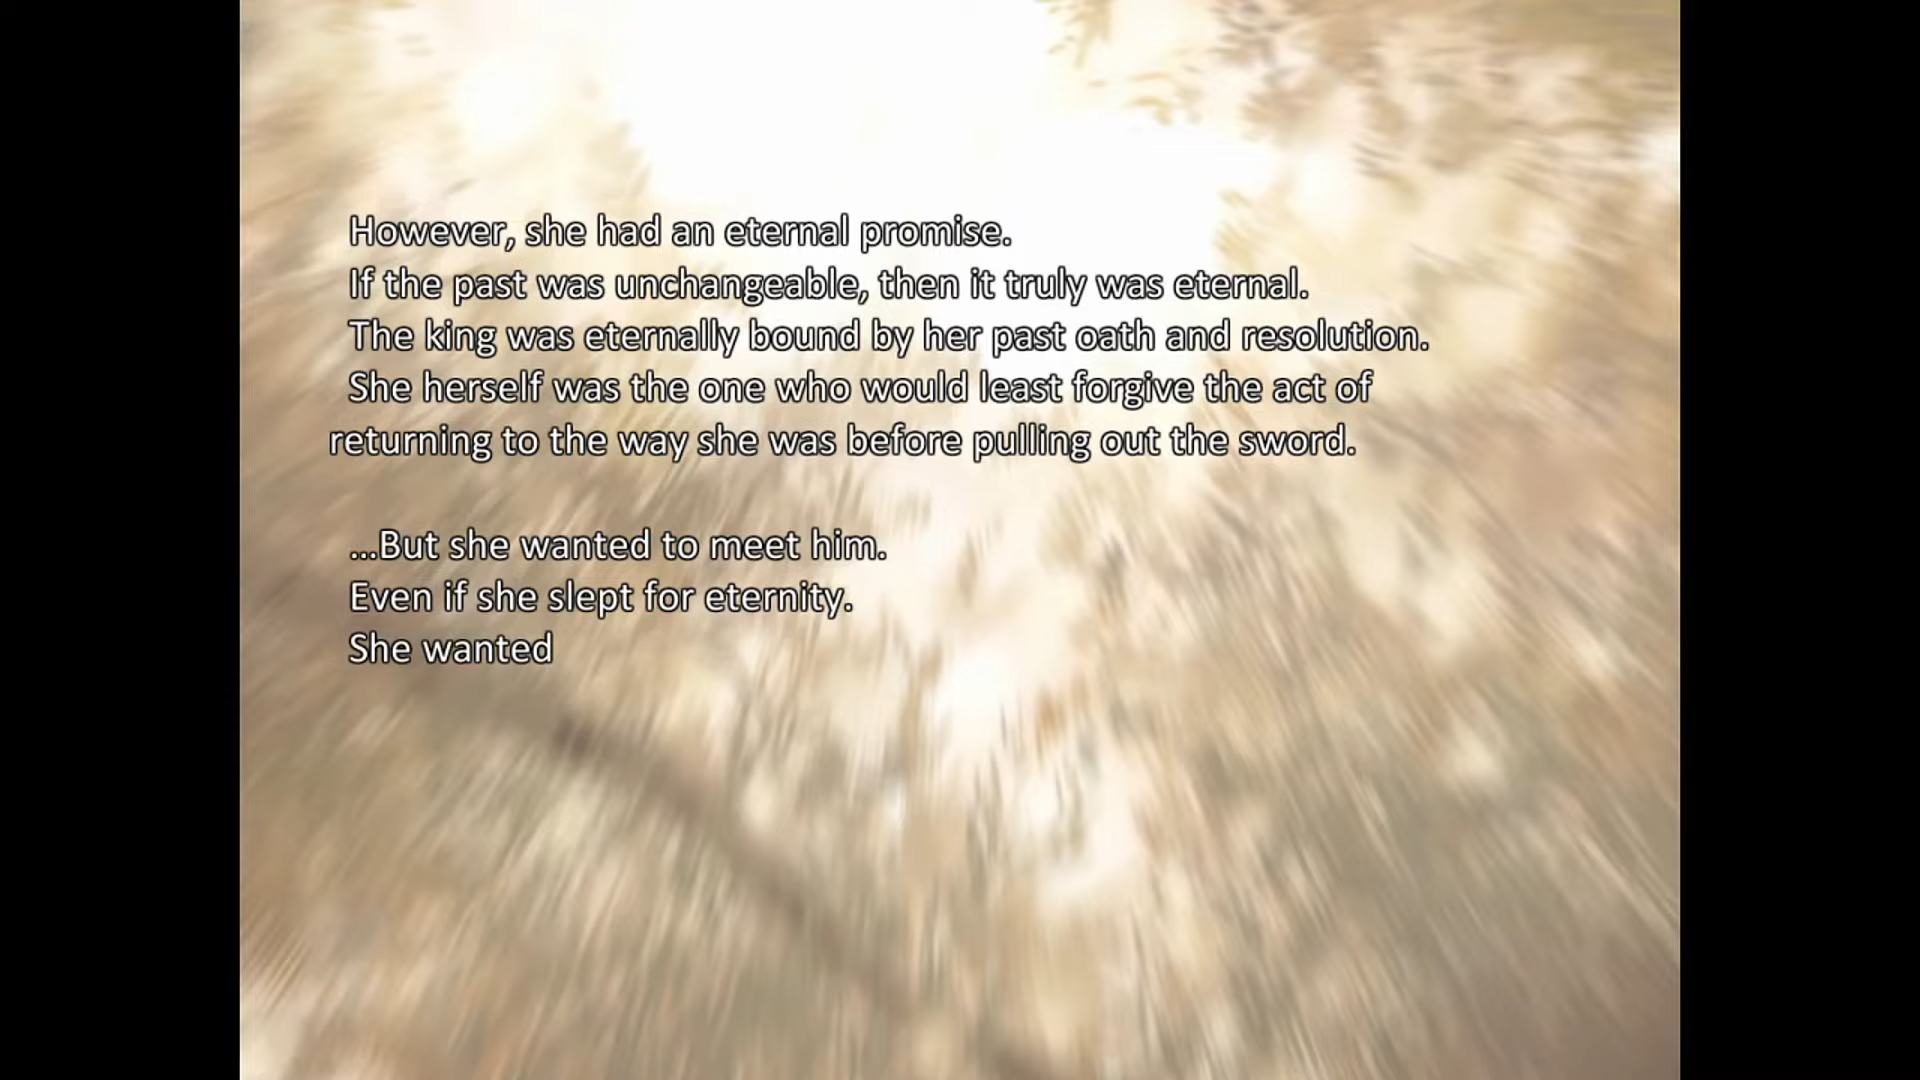 However, she had an eternal promise.
If the past was unchangeable, then it truly was eternal.
The king was eternally bound by her past oath and resolution.
She herself was the one who would least forgive the act of
returning to the way she was before pulling out the sword.
...But she wanted to meet him.
Even if she slept for eternity.
She wanted